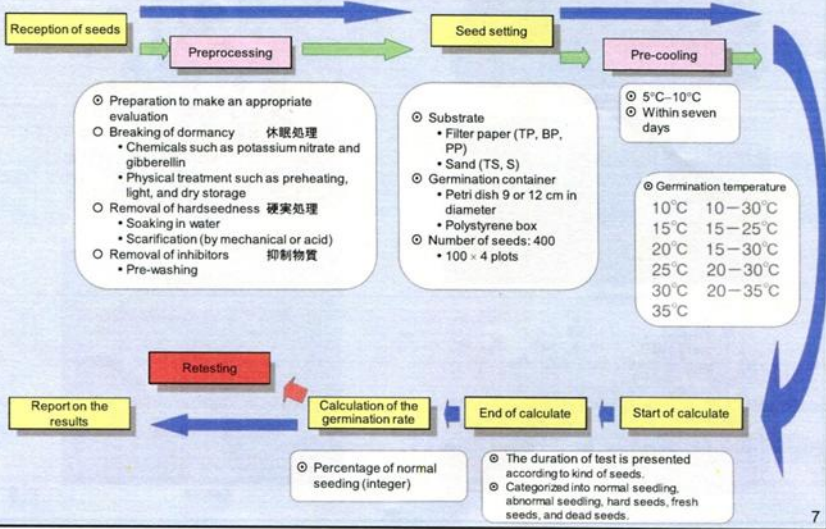 Reception of seeds
Preprocessing
Seed setting
Pre-cooling
⊙ Preparation to make an appropriate
evaluation
○ Breaking of dormancy 休眠処理
• Chemicals such as potassium nitrate and
gibberellin
• Physical treatment such as preheating,
light, and dry storage
○ Removal of hardseedness 硬実処理
• Soaking in water
• Scarification (by mechanical or acid)
○ Removal of inhibitors 抑制物質
• Pre-washing
⊙ Substrate
• Filter paper (TP, BP,
PP)
• Sand (TS, S)
⊙ Germination container
• Petri dish 9 or 12 cm in
diameter
• Polystyrene box
⊙ Number of seeds: 400
• 100 × 4 plots
⊙ 5°C–10°C
⊙ Within seven
days
⊙ Germination temperature
10°C 10－30°C
15°C 15－25°C
20°C 15－30°C
25°C 20－30°C
30°C 20－35°C
35°C
Retesting
Report on the
results
Calculation of the
germination rate
End of calculate
Start of calculate
⊙ Percentage of normal
seeding (integer)
⊙ The duration of test is presented
according to kind of seeds.
⊙ Categorized into normal seedling,
abnormal seedling, hard seeds, fresh
seeds, and dead seeds.
7